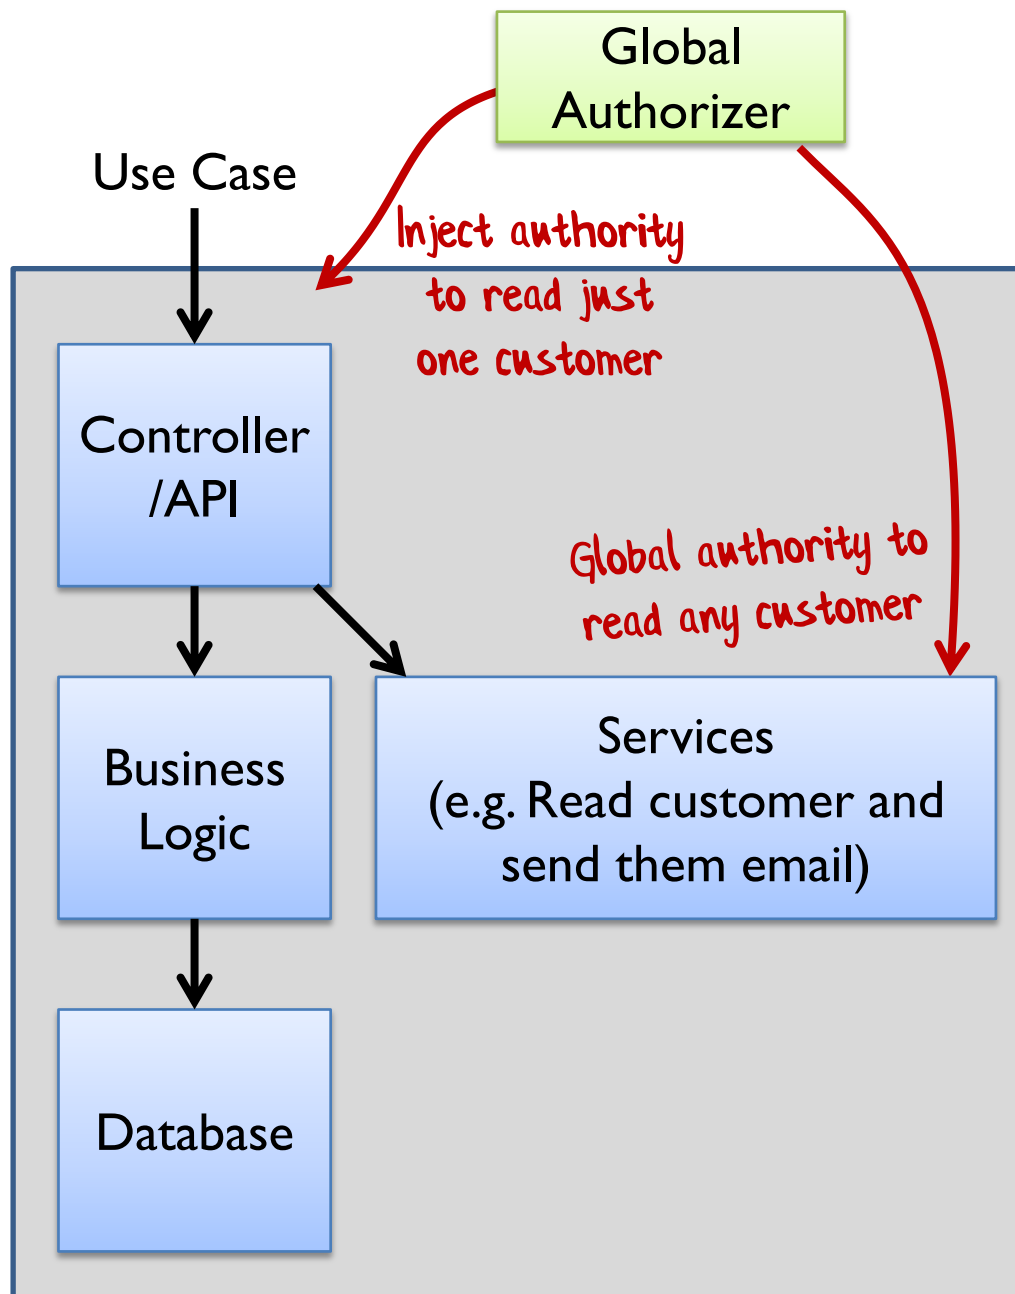 Global
Authorizer
Use Case
Inject authority
to read just
one customer
Controller
/API
Global authority to
read any customer
Business
Logic
Services
(e.g. Read customer and
send them email)
Database